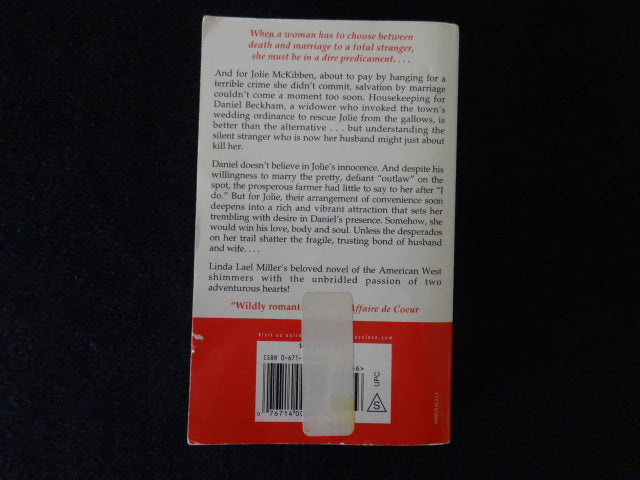 When a woman has to choose between
death and marriage to a total stranger,
she must be in a dire predicament. . . .
And for Jolie McKibben, about to pay by hanging for a
terrible crime she didn't commit, salvation by marriage
couldn't come a moment too soon. Housekeeping for
Daniel Beckham, a widower who invoked the town's
wedding ordinance to rescue Jolie from the gallows, is
better than the alternative . . . but understanding the
silent stranger who is now her husband might just about
kill her.
Daniel doesn't believe in Jolie's innocence. And despite his
willingness to marry the pretty, defiant "outlaw" on the
spot, the prosperous farmer had little to say to her after "I
do." But for Jolie, their arrangement of convenience soon
deepens into a rich and vibrant attraction that sets her
trembling with desire in Daniel's presence. Somehow, she
would win his love, body and soul. Unless the desperados
on her trail shatter the fragile, trusting bond of husband
and wife. . . .
Linda Lael Miller's beloved novel of the American West
shimmers with the unbridled passion of two
adventurous hearts!
"Wildly romant Affaire de Coeur
Visit us onlin
ISBN 0-671-
UPC
S
0 76714 00